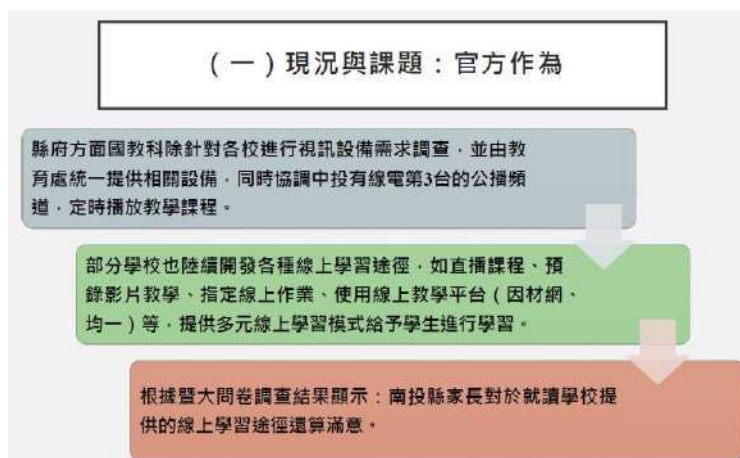 （一）現況與課題：官方作為
縣府方面國教科除針對各校進行視訊設備需求調查，並由教
育處統一提供相關設備，同時協調中投有線電第3台的公播頻
道，定時播放教學課程。
部分學校也陸續開發各種線上學習途徑，如直播課程、預
錄影片教學、指定線上作業、使用線上教學平台（因材網、
均一）等，提供多元線上學習模式給予學生進行學習。
根據暨大問卷調查結果顯示：南投縣家長對於就讀學校提
供的線上學習途徑還算滿意。